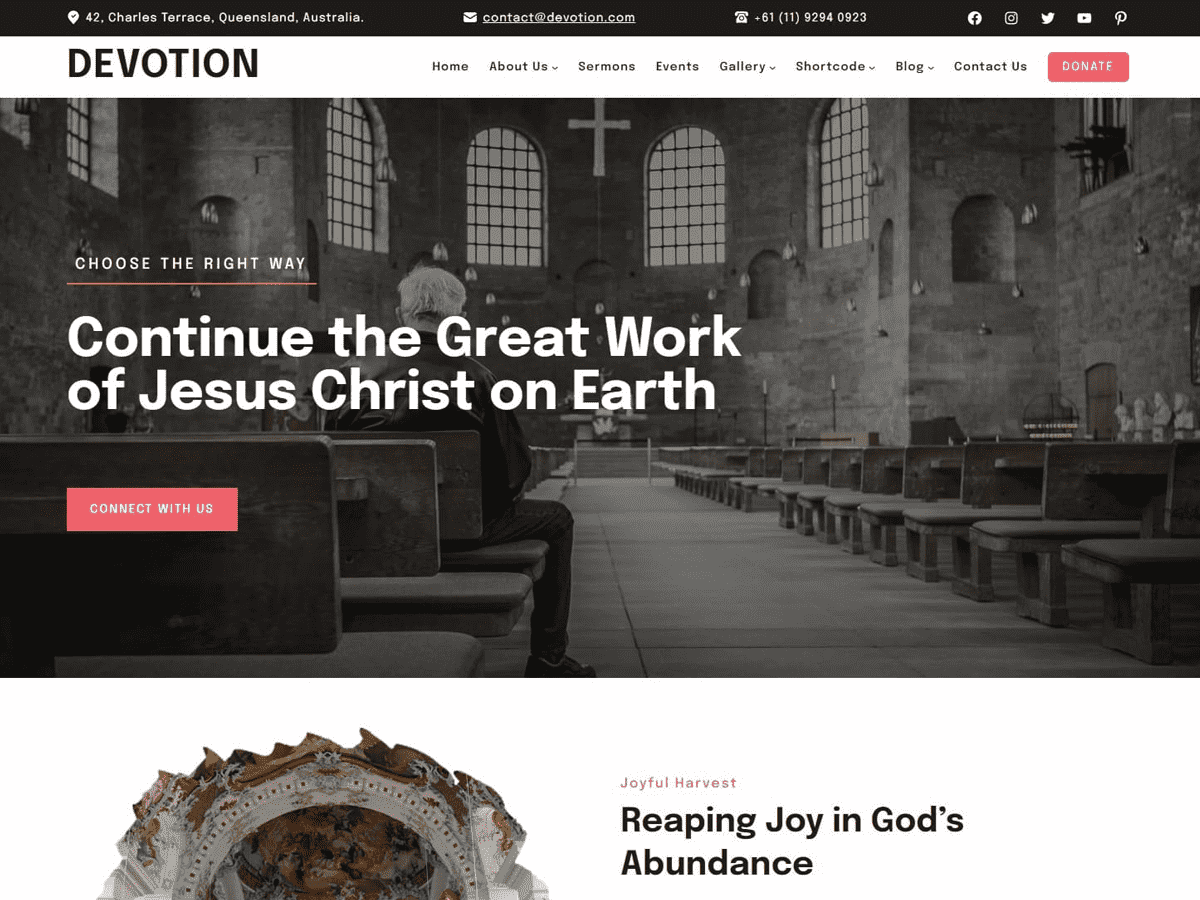 42, Charles Terrace, Queensland, Australia.
contact@devotion.com
+61 (11) 9294 0923
DEVOTION
Home About Us Sermons Events Gallery Shortcode Blog Contact Us DONATE
CHOOSE THE RIGHT WAY
Continue the Great Work
of Jesus Christ on Earth
CONNECT WITH US
Joyful Harvest
Reaping Joy in God’s
Abundance